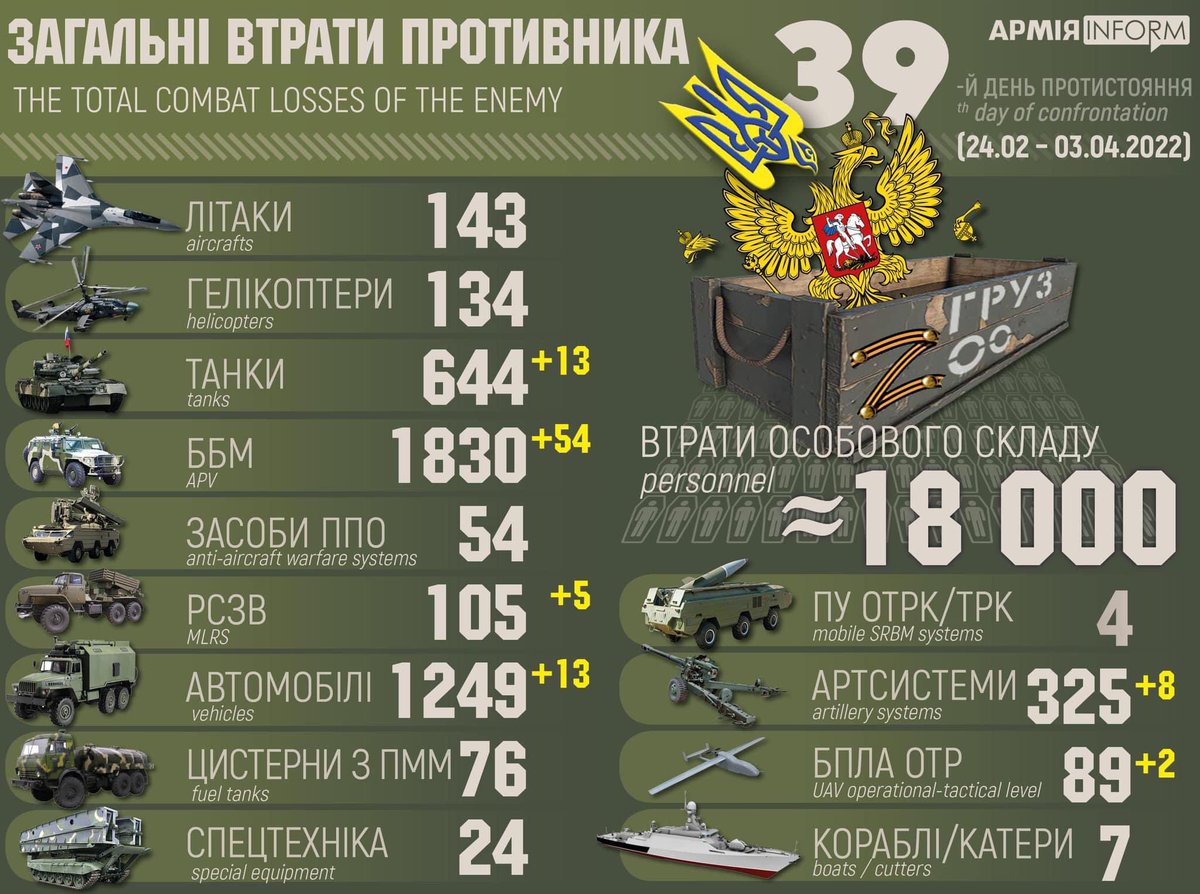 ЗАГАЛЬНІ ВТРАТИ ПРОТИВНИКА
THE TOTAL COMBAT LOSSES OF THE ENEMY
39
-Й ДЕНЬ ПРОТИСТОЯННЯ
th day of confrontation
(24.02 – 03.04.2022)
АРМІЯ INFORM
ЛІТАКИ 143
aircrafts
ГЕЛІКОПТЕРИ 134
helicopters
ТАНКИ 644 +13
tanks
ББМ 1830 +54
APV
ЗАСОБИ ППО 54
anti-aircraft warfare systems
РСЗВ 105 +5
MLRS
АВТОМОБІЛІ 1249 +13
vehicles
ЦИСТЕРНИ З ПММ 76
fuel tanks
СПЕЦТЕХНІКА 24
special equipment
ГРУЗ
200
Z
ВТРАТИ ОСОБОВОГО СКЛАДУ
personnel ≈18 000
ПУ ОТРК/ТРК 4
mobile SRBM systems
АРТСИСТЕМИ 325 +8
artillery systems
БПЛА ОТР 89 +2
UAV operational-tactical level
КОРАБЛІ/КАТЕРИ 7
boats / cutters